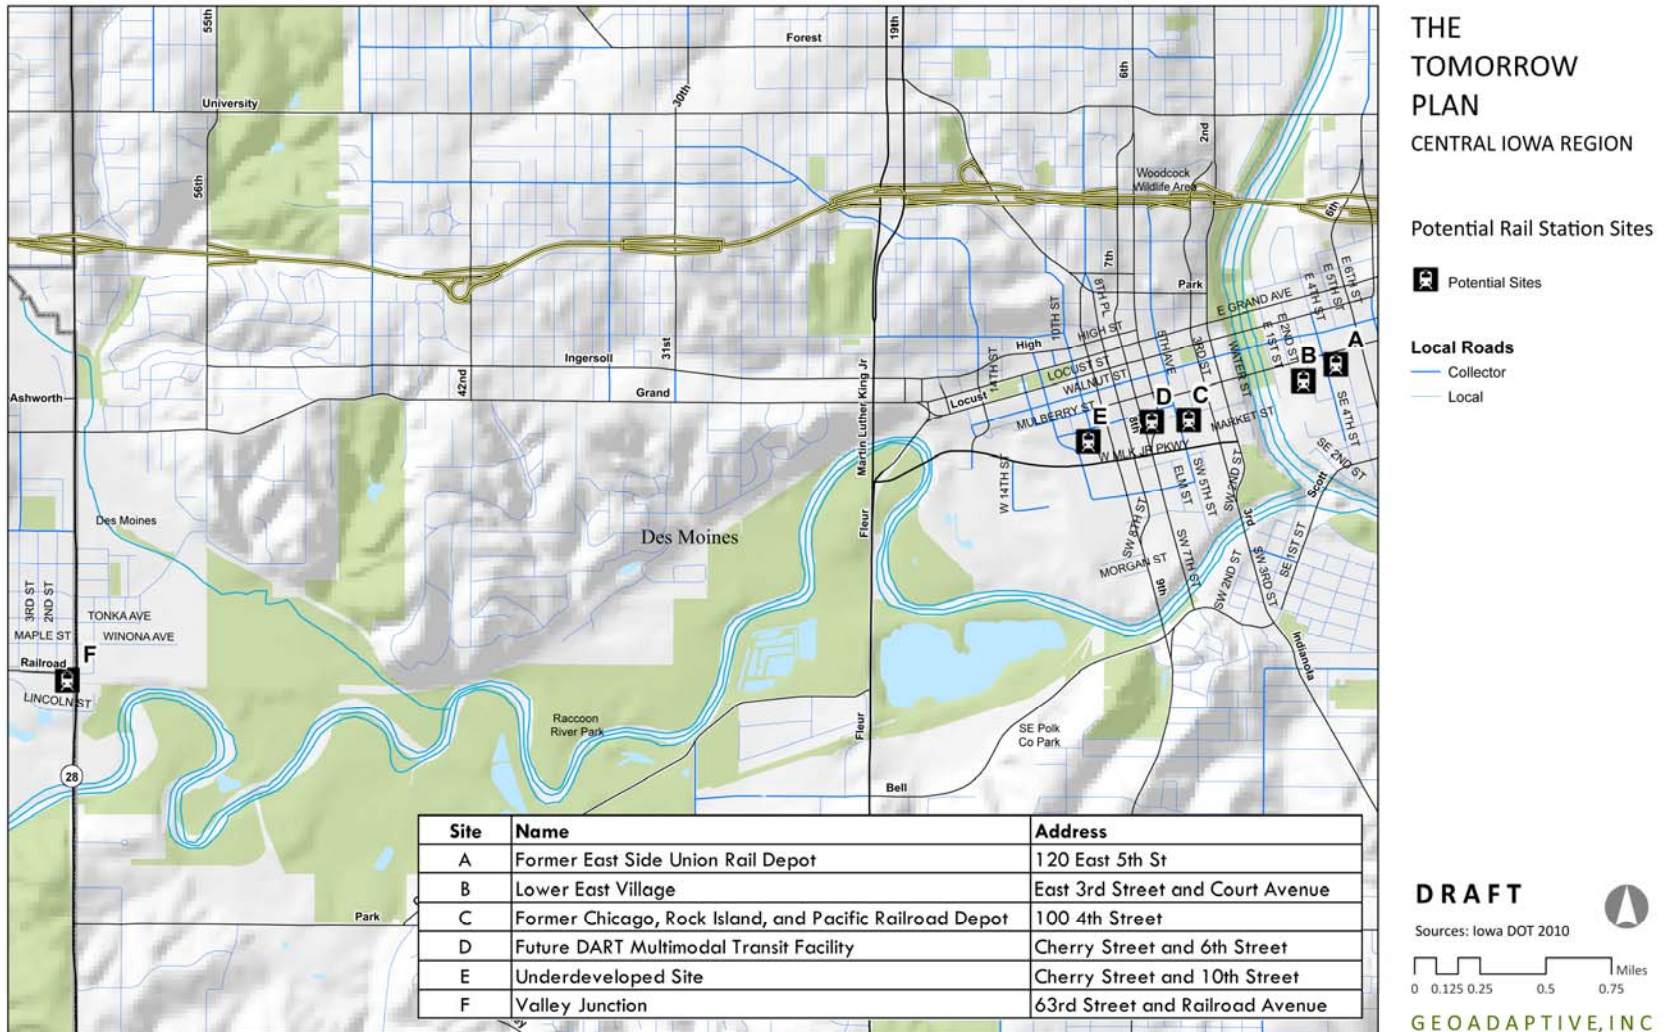 THE
TOMORROW
PLAN
CENTRAL IOWA REGION
Potential Rail Station Sites
Potential Sites
Local Roads
Collector
Local
DRAFT
Sources: Iowa DOT 2010
Miles
0 0.125 0.25 0.5 0.75
GEOADAPTIVE, INC
55th
19th
Forest
6th
30th
University
2nd
56th
Woodcock
Wildlife Area
6th
7th
Park
8TH PL
E 6TH ST
E 5TH ST
E 4TH ST
E GRAND AVE
E 2ND ST
E 1ST ST
10TH ST
HIGH ST
High
5TH AVE
3RD ST
WATER ST
A
B
31st
Ingersoll
42nd
Grand
Ashworth
Martin Luther King Jr
14TH ST
LOCUST ST
WALNUT ST
Locust
MULBERRY ST
E
8th
D
C
MARKET ST
SE 4TH ST
W MLK JR PKWY
SE 2ND ST
W 14TH ST
ELM ST
SW 5TH ST
SW 2ND ST
Scott
3rd
Des Moines
Des Moines
Fleur
SW 8TH ST
SW 7TH ST
MORGAN ST
9th
SW 2ND ST
SW 3RD ST
SE 1ST ST
Indianola
3RD ST
2ND ST
TONKA AVE
MAPLE ST
WINONA AVE
Railroad
F
LINCOLN ST
28
Raccoon
River Park
Fleur
SE Polk
Co Park
Bell
Park
Site Name Address
A Former East Side Union Rail Depot 120 East 5th St
B Lower East Village East 3rd Street and Court Avenue
C Former Chicago, Rock Island, and Pacific Railroad Depot 100 4th Street
D Future DART Multimodal Transit Facility Cherry Street and 6th Street
E Underdeveloped Site Cherry Street and 10th Street
F Valley Junction 63rd Street and Railroad Avenue